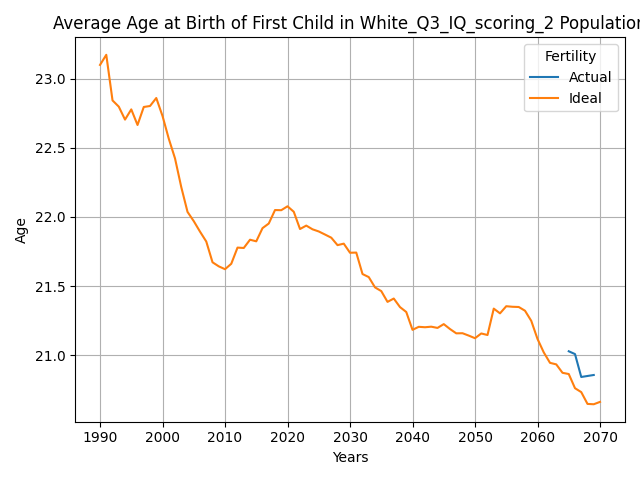 Average Age at Birth of First Child in White_Q3_IQ_scoring_2 Population
Fertility
Actual
Ideal
23.0
22.5
22.0
21.5
21.0
Age
1990 2000 2010 2020 2030 2040 2050 2060 2070
Years